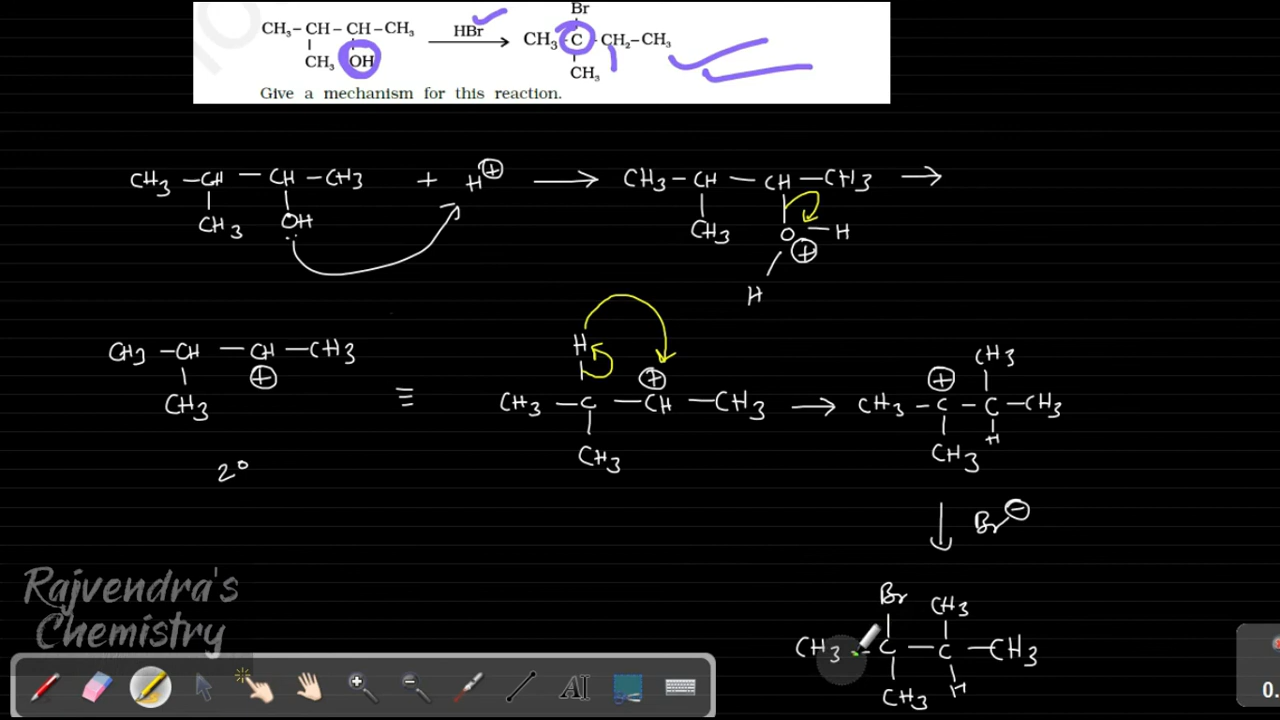 Br
CH₃–CH–CH–CH₃ HBr CH₃ C –CH₂–CH₃
CH₃ OH CH₃
Give a mechanism for this reaction.
CH3 – CH – CH – CH3 + H⊕ → CH3 – CH – CH – CH3 →
CH3 OH CH3 O – H
⊕
H
H CH3
CH3 – CH – CH – CH3 ⊕ ⊕
⊕ ≡ CH3 – C – CH – CH3 → CH3 – C – C – CH3
CH3 H
CH3 CH3
2°
Br⊖
Br CH3
CH3 – C – C – CH3
CH3 H
Rajvendra's
Chemistry
AI
0.